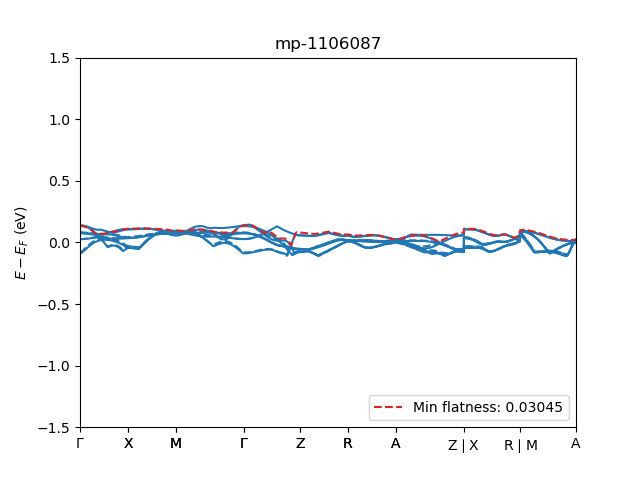 mp-1106087
1.5
1.0
0.5
0.0
−0.5
−1.0
−1.5
E − E_F (eV)
Min flatness: 0.03045
Γ X M Γ Z R A Z | X R | M A